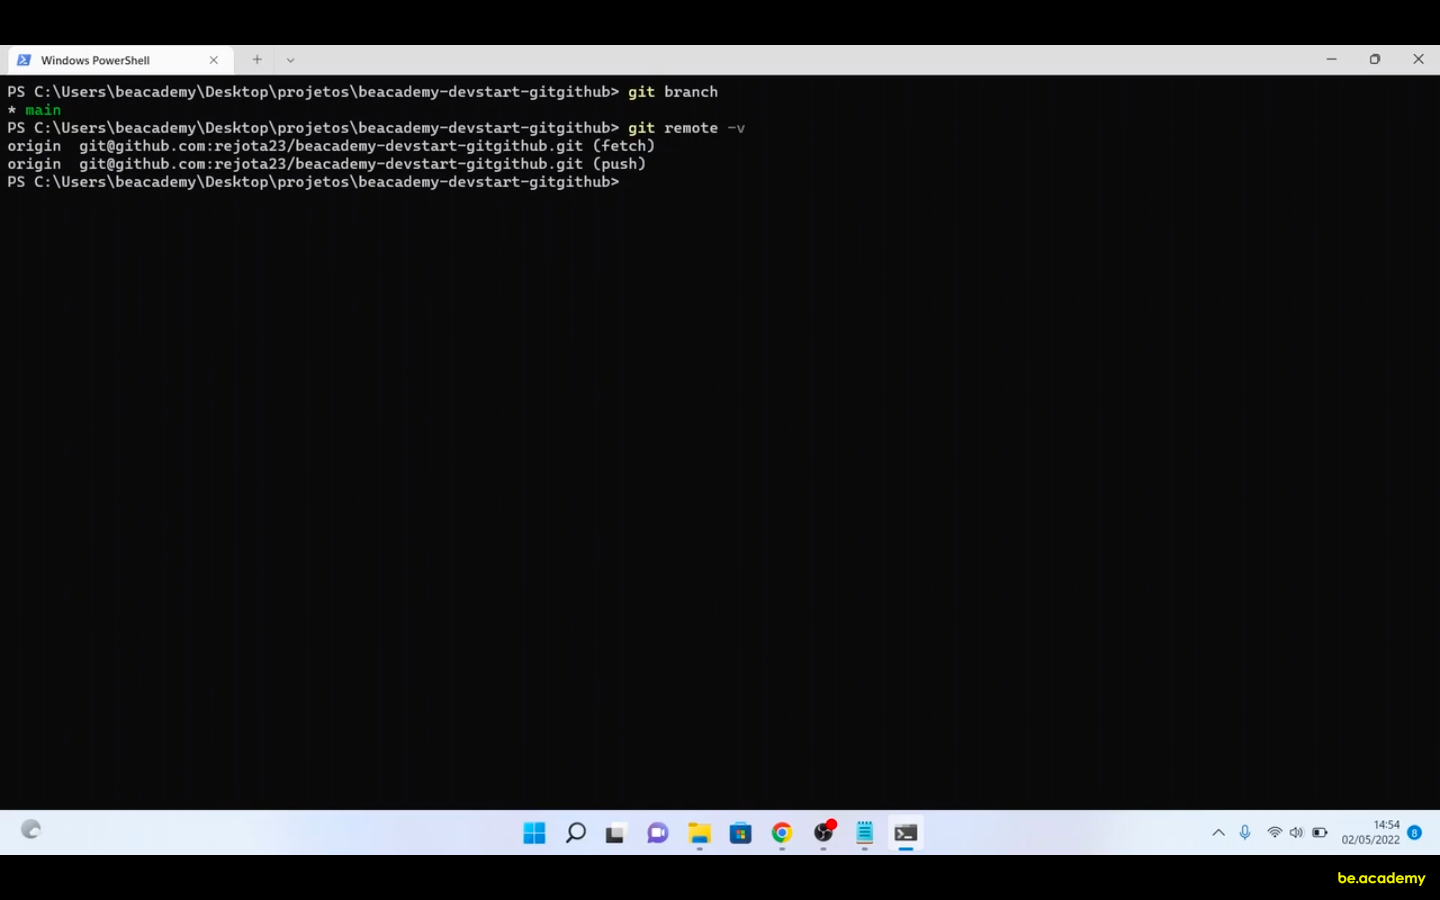 Windows PowerShell
PS C:\Users\beacademy\Desktop\projetos\beacademy-devstart-gitgithub> git branch
* main
PS C:\Users\beacademy\Desktop\projetos\beacademy-devstart-gitgithub> git remote -v
origin  git@github.com:rejota23/beacademy-devstart-gitgithub.git (fetch)
origin  git@github.com:rejota23/beacademy-devstart-gitgithub.git (push)
PS C:\Users\beacademy\Desktop\projetos\beacademy-devstart-gitgithub>
14:54
02/05/2022
8
be.academy